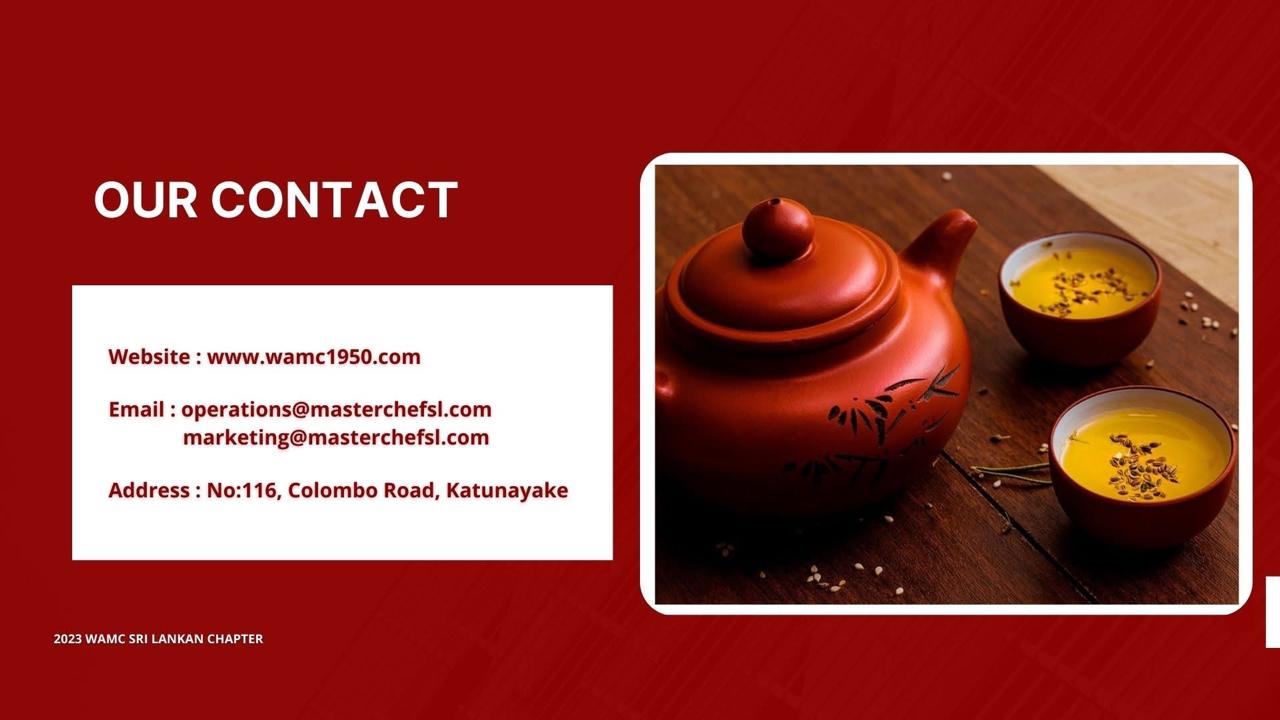 OUR CONTACT
Website : www.wamc1950.com
Email : operations@masterchefsl.com
marketing@masterchefsl.com
Address : No:116, Colombo Road, Katunayake
2023 WAMC SRI LANKAN CHAPTER